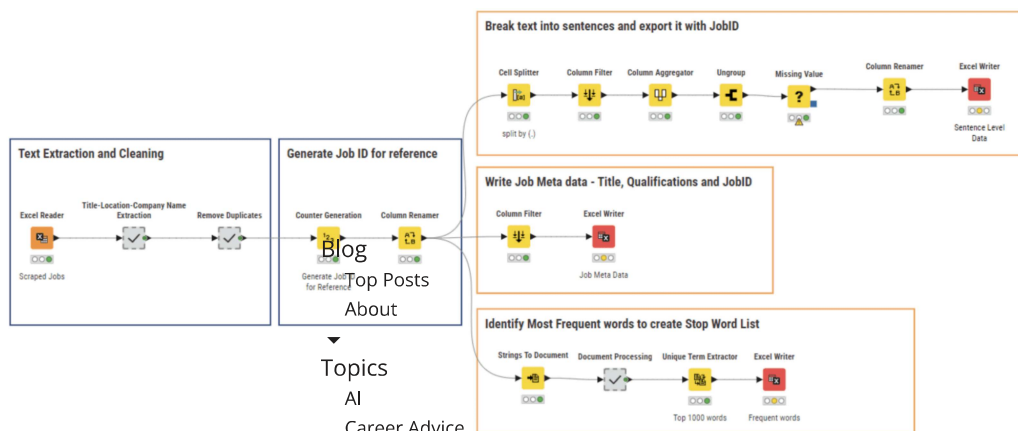 Break text into sentences and export it with JobID
Cell Splitter
Column Filter
Column Aggregator
Ungroup
Missing Value
Column Renamer
Excel Writer
split by (.)
Sentence Level
Data
Text Extraction and Cleaning
Excel Reader
Title-Location-Company Name
Extraction
Remove Duplicates
Scraped Jobs
Generate Job ID for reference
Counter Generation
Column Renamer
Generate Job ID
for Reference
Write Job Meta data - Title, Qualifications and JobID
Column Filter
Excel Writer
Job Meta Data
Identify Most Frequent words to create Stop Word List
Strings To Document
Document Processing
Unique Term Extractor
Excel Writer
Top 1000 words
Frequent words
Blog
Top Posts
About
Topics
AI
Career Advice